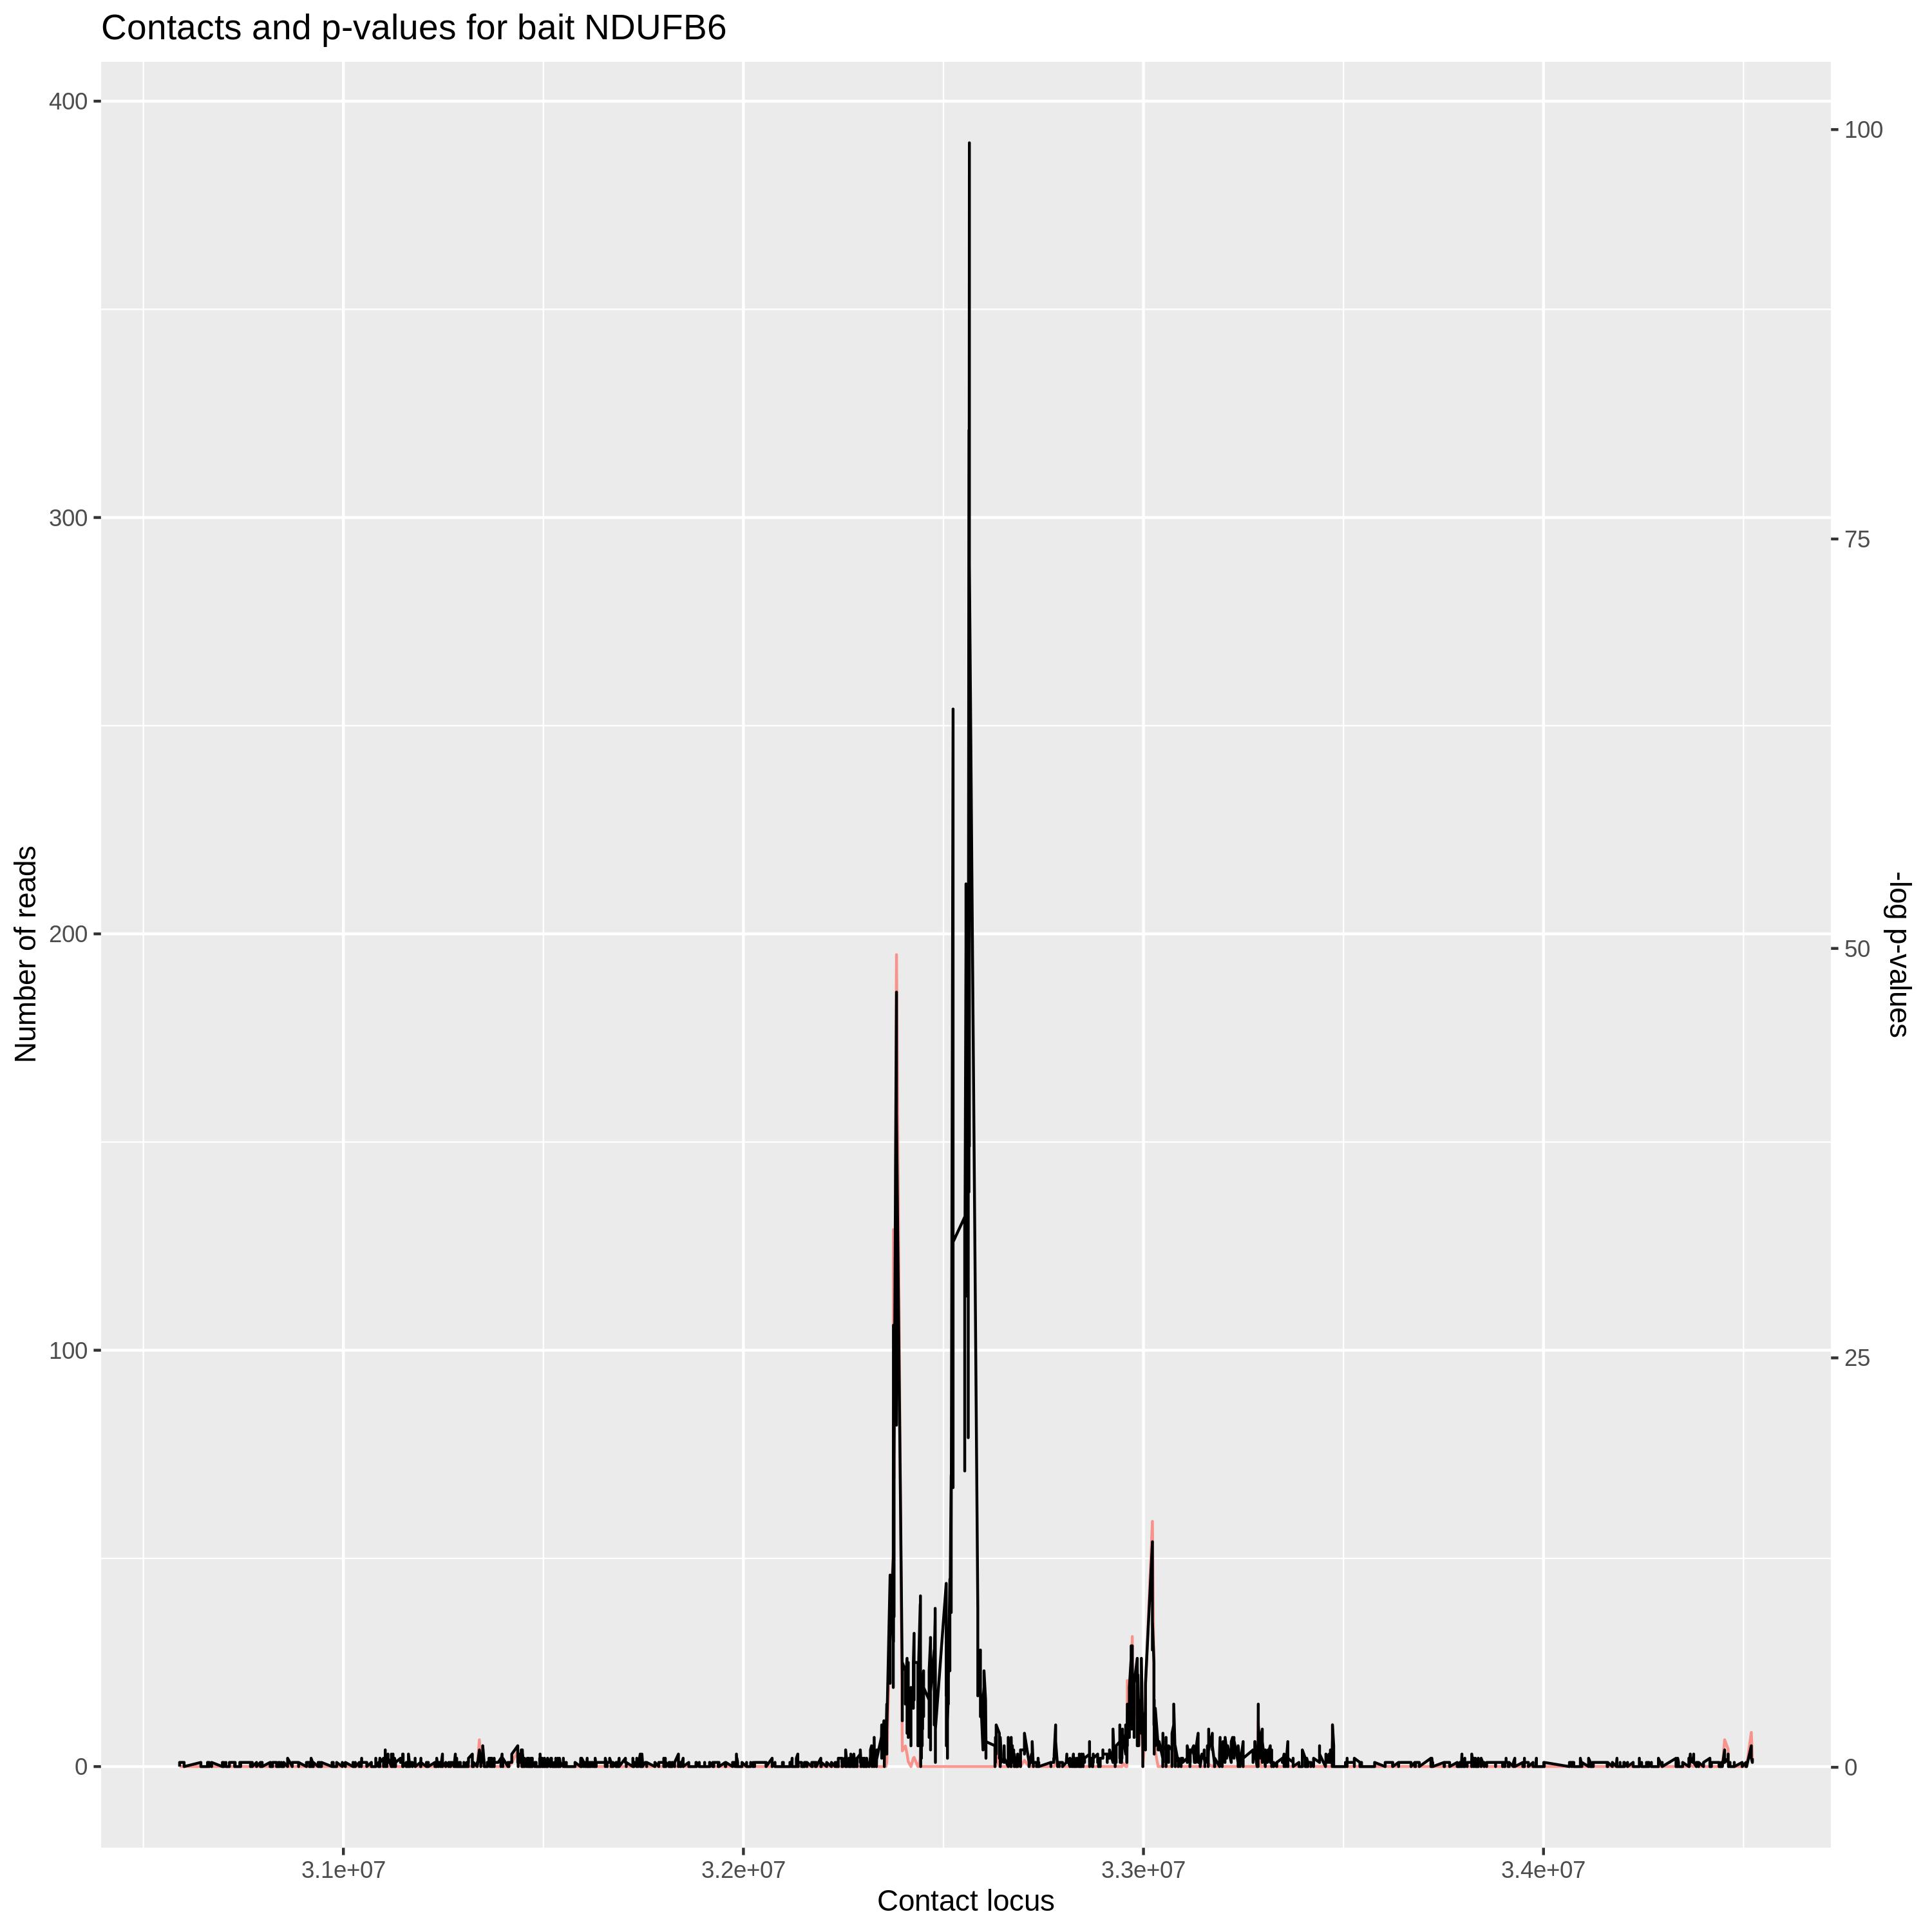 Contacts and p-values for bait NDUFB6
400
300
200
100
0
Number of reads
100
75
50
25
0
-log p-values
3.1e+07
3.2e+07
3.3e+07
3.4e+07
Contact locus